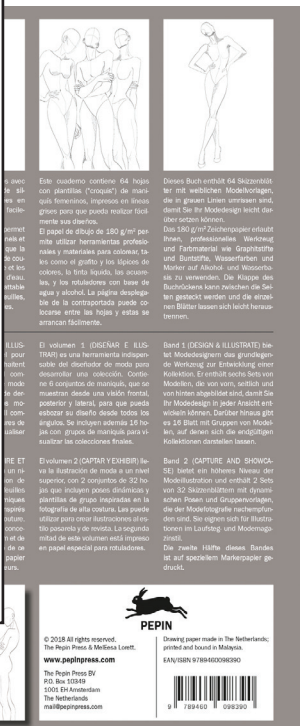 Este cuaderno contiene 64 hojas
con plantillas ("croquis") de mani-
quís femeninos, impresos en líneas
grises para que pueda realizar fácil-
mente sus diseños.
El papel de dibujo de 180 g/m² per-
mite utilizar herramientas profesio-
nales y materiales para colorear, ta-
les como el grafito y los lápices de
colores, la tinta líquida, las acuare-
las, y los rotuladores con base de
agua y alcohol. La página desplega-
ble de la contraportada puede co-
locarse entre las hojas y estas se
arrancan fácilmente.
El volumen 1 (DISEÑAR E ILUS-
TRAR) es una herramienta indispen-
sable del diseñador de moda para
desarrollar una colección. Contie-
ne 6 conjuntos de maniquís, que se
muestran desde una visión frontal,
posterior y lateral, para que pueda
esbozar su diseño desde todos los
ángulos. Se incluyen además 16 ho-
jas con grupos de maniquís para vi-
sualizar las colecciones finales.
El volumen 2 (CAPTAR Y EXHIBIR) lle-
va la ilustración de moda a un nivel
superior, con 2 conjuntos de 32 ho-
jas que incluyen poses dinámicas y
plantillas de grupo inspiradas en la
fotografía de alta costura. Las puede
utilizar para crear ilustraciones al es-
tilo pasarela y de revista. La segunda
mitad de este volumen está impreso
en papel especial para rotuladores.
Dieses Buch enthält 64 Skizzenblät-
ter mit weiblichen Modellvorlagen,
die in grauen Linien umrissen sind,
damit Sie Ihr Modedesign leicht dar-
über setzen können.
Das 180 g/m² Zeichenpapier erlaubt
Ihnen, professionelles Werkzeug
und Farbmaterial wie Graphitstifte
und Buntstifte, Wasserfarben und
Marker auf Alkohol- und Wasserba-
sis zu verwenden. Die Klappe des
Buchrückens kann zwischen die Sei-
ten gesteckt werden und die einzel-
nen Blätter lassen sich leicht heraus-
trennen.
Band 1 (DESIGN & ILLUSTRATE) bie-
tet Modedesignern das grundlegen-
de Werkzeug zur Entwicklung einer
Kollektion. Er enthält sechs Sets von
Modellen, die von vorn, seitlich und
von hinten abgebildet sind, damit Sie
Ihr Modedesign in jeder Ansicht ent-
wickeln können. Darüber hinaus gibt
es 16 Blatt mit Gruppen von Model-
len, auf denen sich die endgültigen
Kollektionen darstellen lassen.
Band 2 (CAPTURE AND SHOWCA-
SE) bietet ein höheres Niveau der
Modeillustration und enthält 2 Sets
von 32 Skizzenblättern mit dynami-
schen Posen und Gruppenvorlagen,
die der Modefotografie nachempfun-
den sind. Sie eignen sich für Illustra-
tionen im Laufsteg- und Modemaga-
zinstil.
Die zweite Hälfte dieses Bandes
ist auf speziellem Markerpapier ge-
druckt.
PEPIN
© 2018 All rights reserved.
The Pepin Press & Melissa Lorett.
www.pepinpress.com
The Pepin Press BV
P.O. Box 10349
1001 EH Amsterdam
The Netherlands
mail@pepinpress.com
Drawing paper made in The Netherlands;
printed and bound in Malaysia.
EAN/ISBN 9789460098390
9 789460 098390